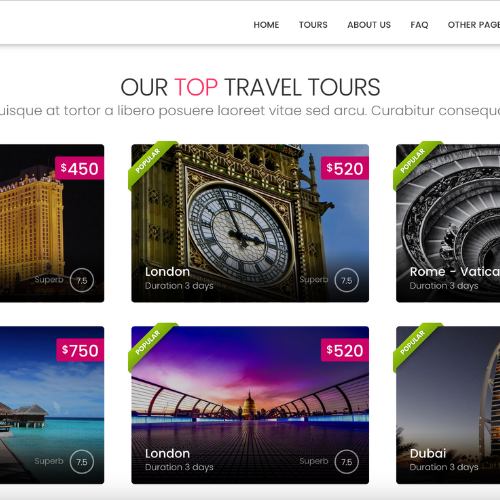 HOME TOURS ABOUT US FAQ OTHER PAGE
OUR TOP TRAVEL TOURS
uisque at tortor a libero posuere laoreet vitae sed arcu. Curabitur consequ
$450
Superb 7.5
POPULAR
$520
London
Duration 3 days
Superb 7.5
POPULAR
Rome - Vatica
Duration 3 days
$750
Superb 7.5
POPULAR
$520
London
Duration 3 days
Superb 7.5
POPULAR
Dubai
Duration 3 days